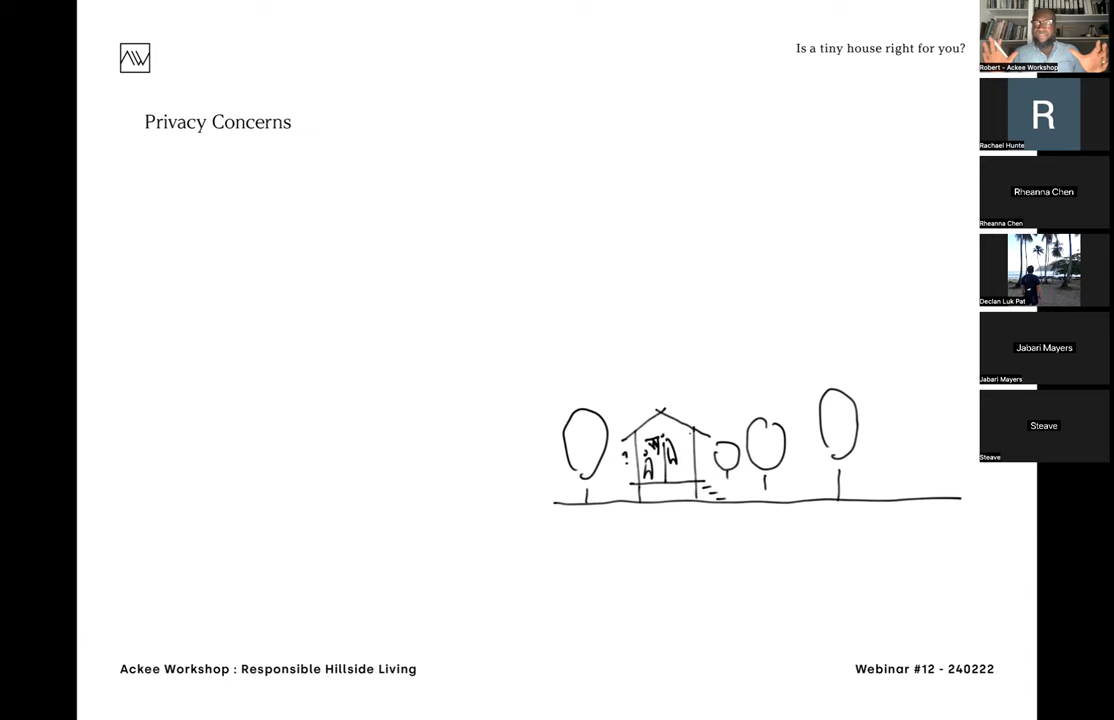 Is a tiny house right for you?
Privacy Concerns
?
Ackee Workshop : Responsible Hillside Living
Webinar #12 - 240222
Robert – Ackee Workshop
R
Rachael Hunte
Rheanna Chen
Rheanna Chen
Declan Luk Pat
Jabari Mayers
Jabari Mayers
Steave
Steave